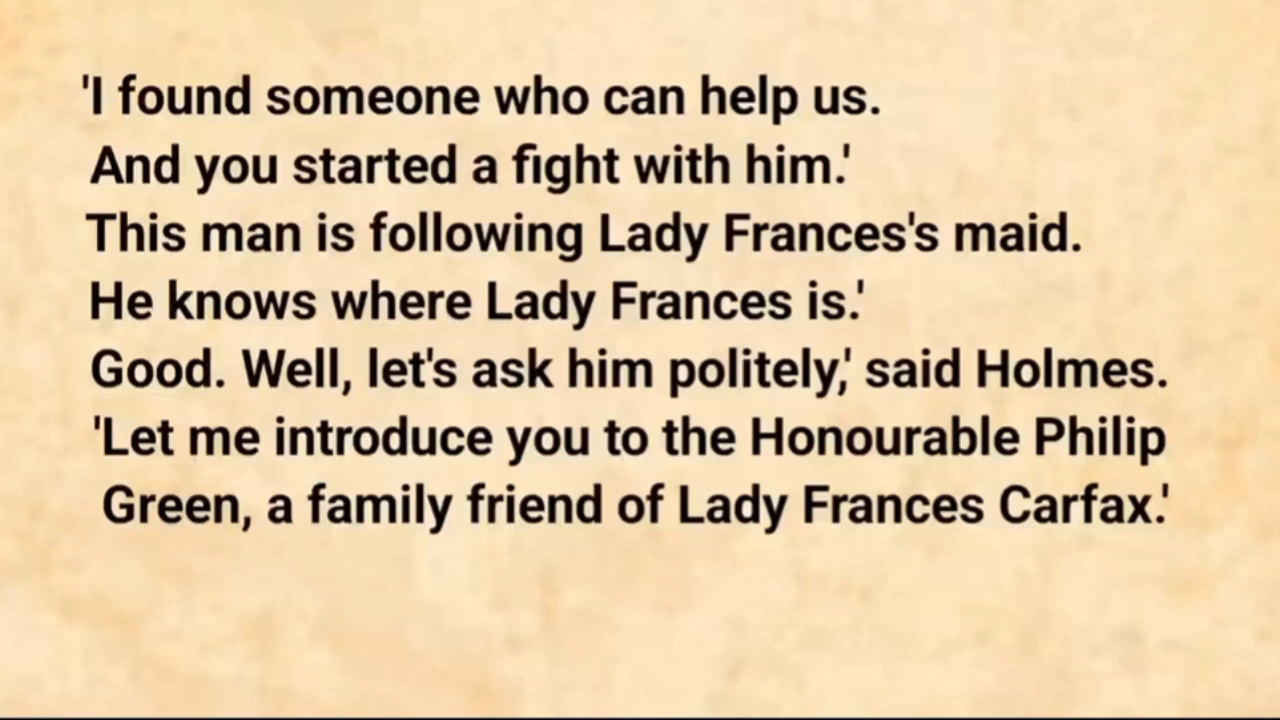 'I found someone who can help us.
And you started a fight with him.'
This man is following Lady Frances's maid.
He knows where Lady Frances is.'
Good. Well, let's ask him politely,' said Holmes.
'Let me introduce you to the Honourable Philip
Green, a family friend of Lady Frances Carfax.'